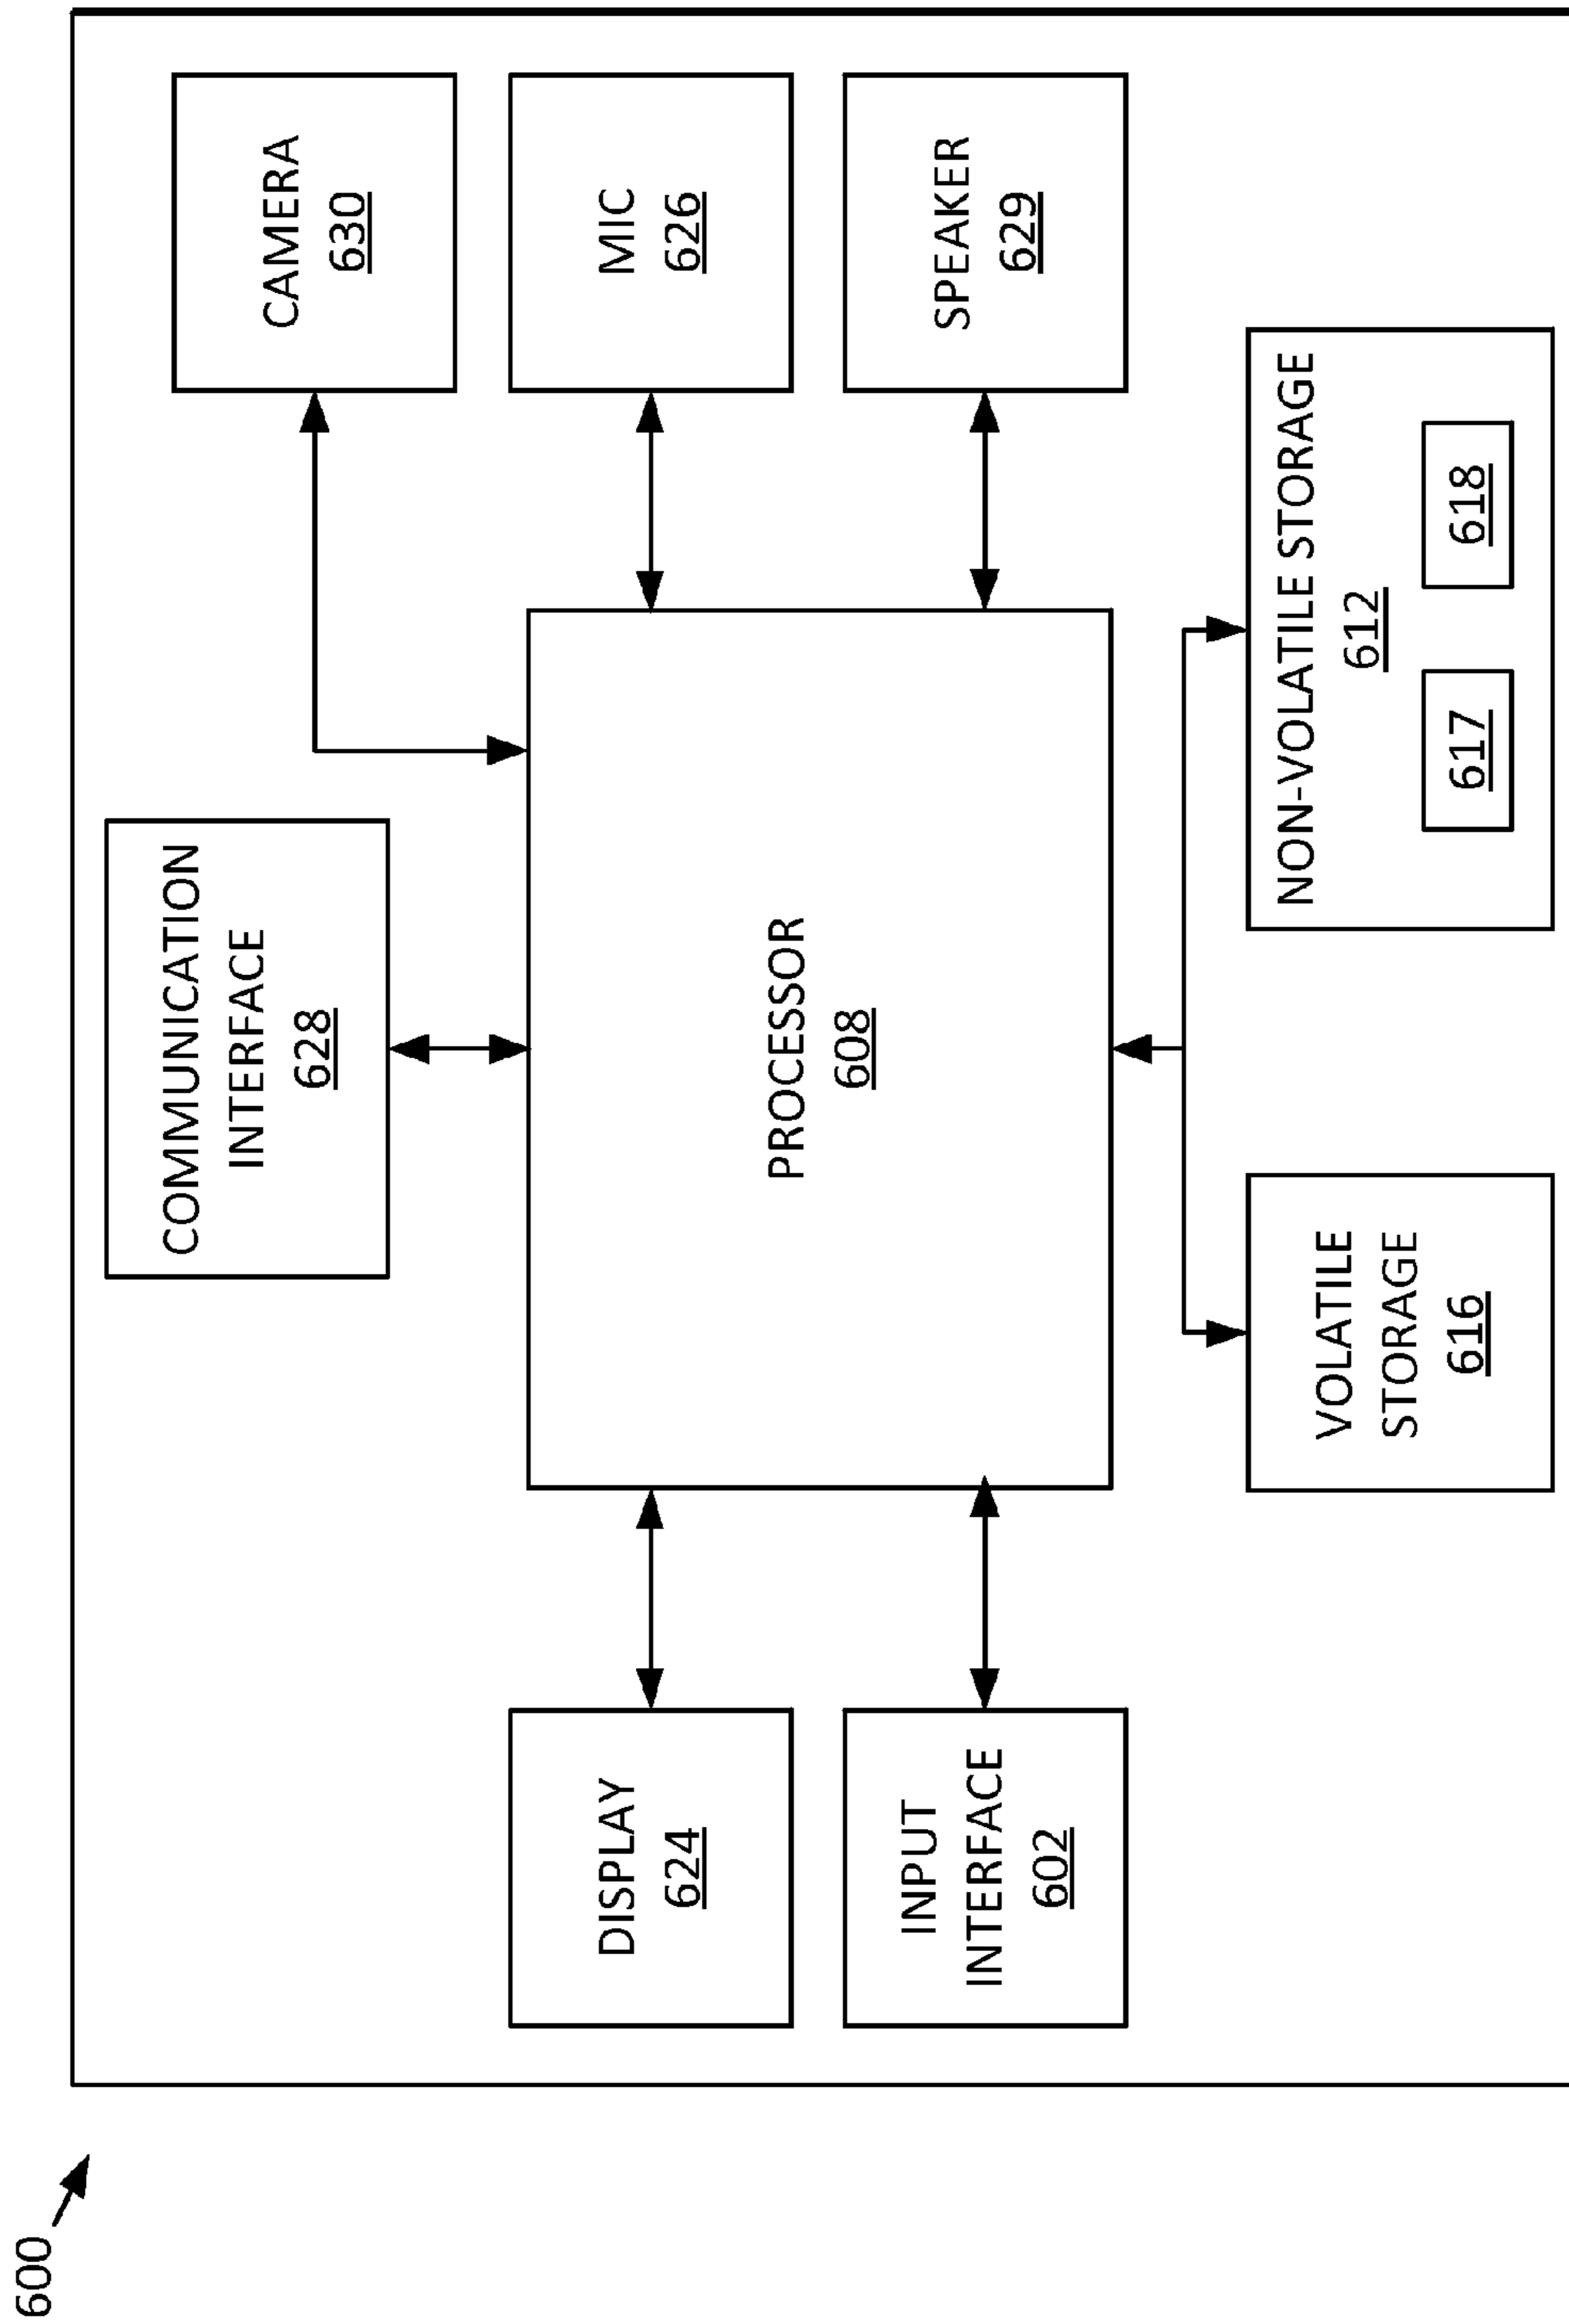 600
COMMUNICATION
INTERFACE
628
CAMERA
630
DISPLAY
624
PROCESSOR
608
MIC
626
INPUT
INTERFACE
602
SPEAKER
629
VOLATILE
STORAGE
616
NON-VOLATILE STORAGE
612
617
618